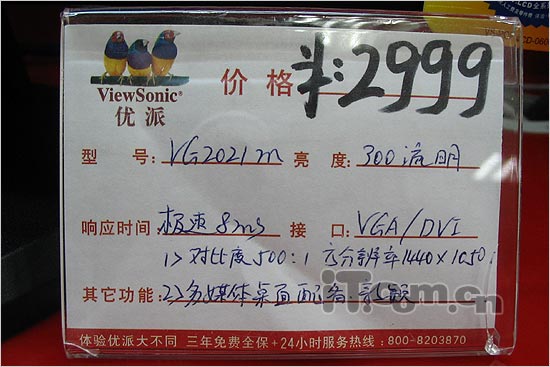 ViewSonic®
优派
价格 ¥:2999
型 号: VG2021m 亮 度: 300流明
响应时间: 极速8ms 接 口: VGA/DVI
1> 对比度500:1 分辨率1440×1050
其它功能: 2>多媒体桌面配备
iT.com.cn
体验优派大不同 三年免费全保+24小时服务热线:800-8203870